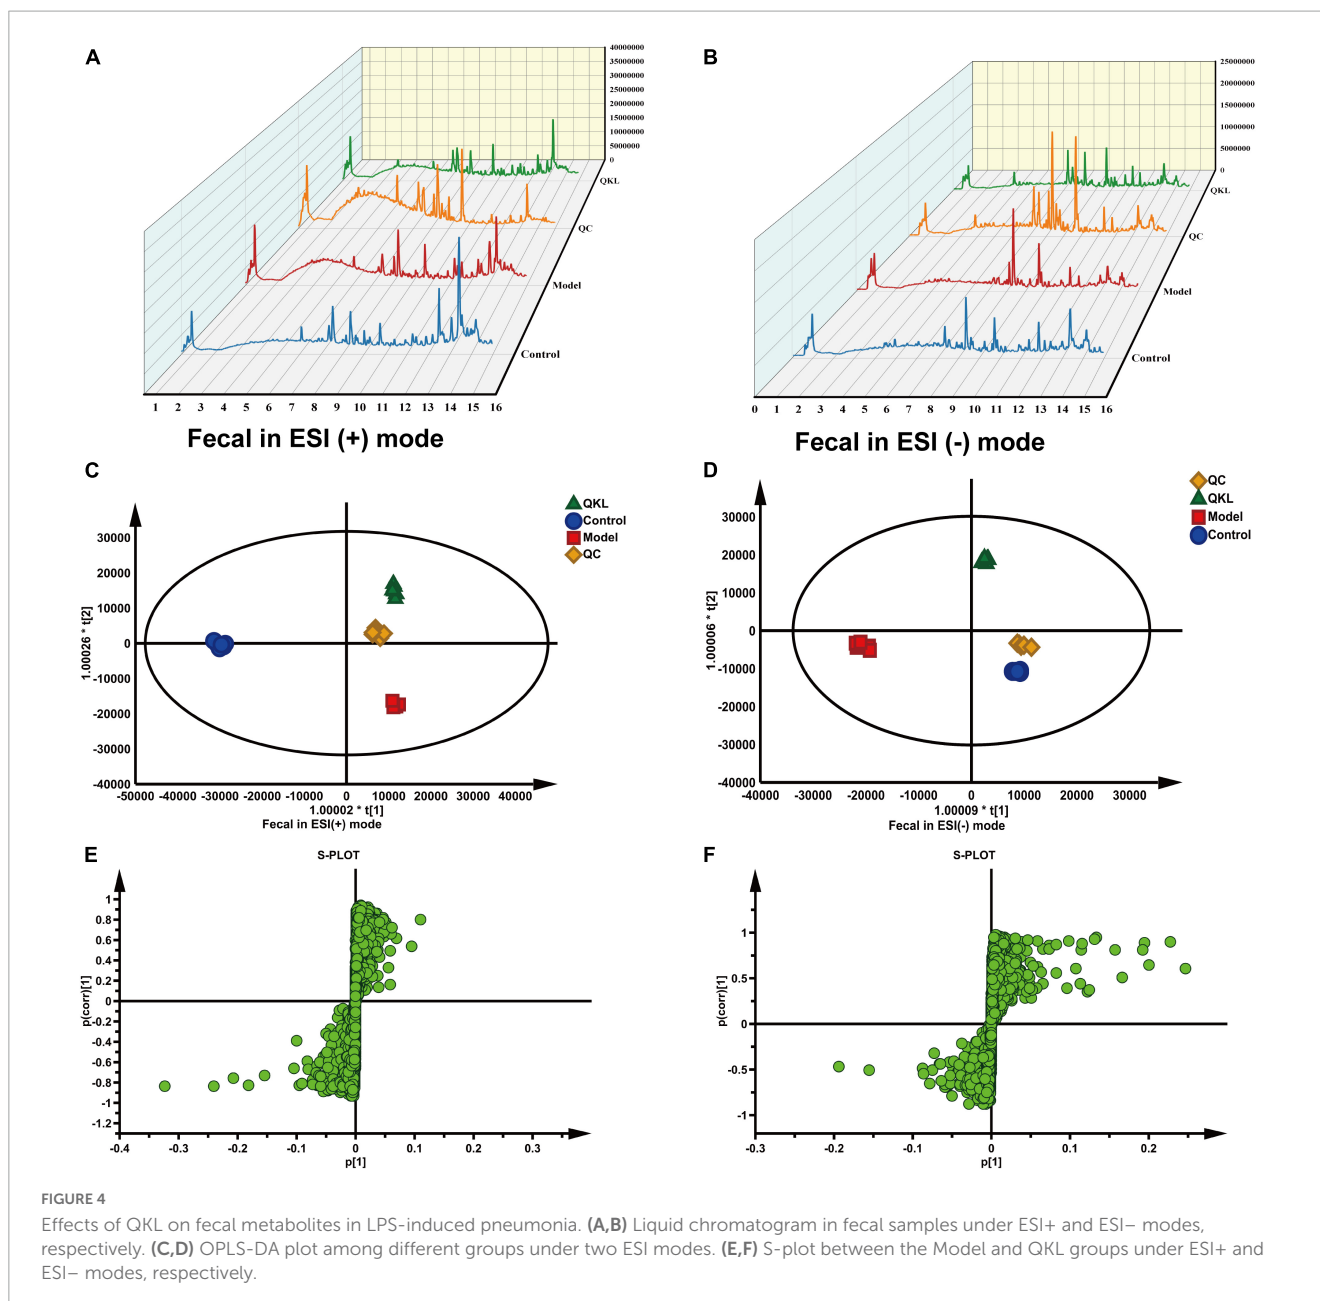 A
40000000
35000000
30000000
25000000
20000000
15000000
10000000
5000000
0
QKL
QC
Model
Control
1 2 3 4 5 6 7 8 9 10 11 12 13 14 15 16
Fecal in ESI (+) mode
B
25000000
20000000
15000000
10000000
5000000
0
QKL
QC
Model
Control
0 1 2 3 4 5 6 7 8 9 10 11 12 13 14 15 16
Fecal in ESI (-) mode
C
QKL
Control
Model
QC
1.00026 * t[2]
30000
20000
10000
0
-10000
-20000
-30000
-40000
-50000 -40000 -30000 -20000 -10000 0 10000 20000 30000 40000
1.00002 * t[1]
Fecal in ESI(+) mode
D
QC
QKL
Model
Control
1.00006 * t[2]
30000
20000
10000
0
-10000
-20000
-30000
-40000
-40000 -30000 -20000 -10000 0 10000 20000 30000
1.00009 * t[1]
Fecal in ESI(-) mode
E
S-PLOT
p(corr)[1]
1
0.8
0.6
0.4
0.2
0
-0.2
-0.4
-0.6
-0.8
-1
-1.2
-0.4 -0.3 -0.2 -0.1 0 0.1 0.2 0.3
p[1]
F
S-PLOT
p(corr)[1]
1
0.5
0
-0.5
-1
-0.3 -0.2 -0.1 0 0.1 0.2
p[1]
FIGURE 4
Effects of QKL on fecal metabolites in LPS-induced pneumonia. (A,B) Liquid chromatogram in fecal samples under ESI+ and ESI– modes,
respectively. (C,D) OPLS-DA plot among different groups under two ESI modes. (E,F) S-plot between the Model and QKL groups under ESI+ and
ESI– modes, respectively.